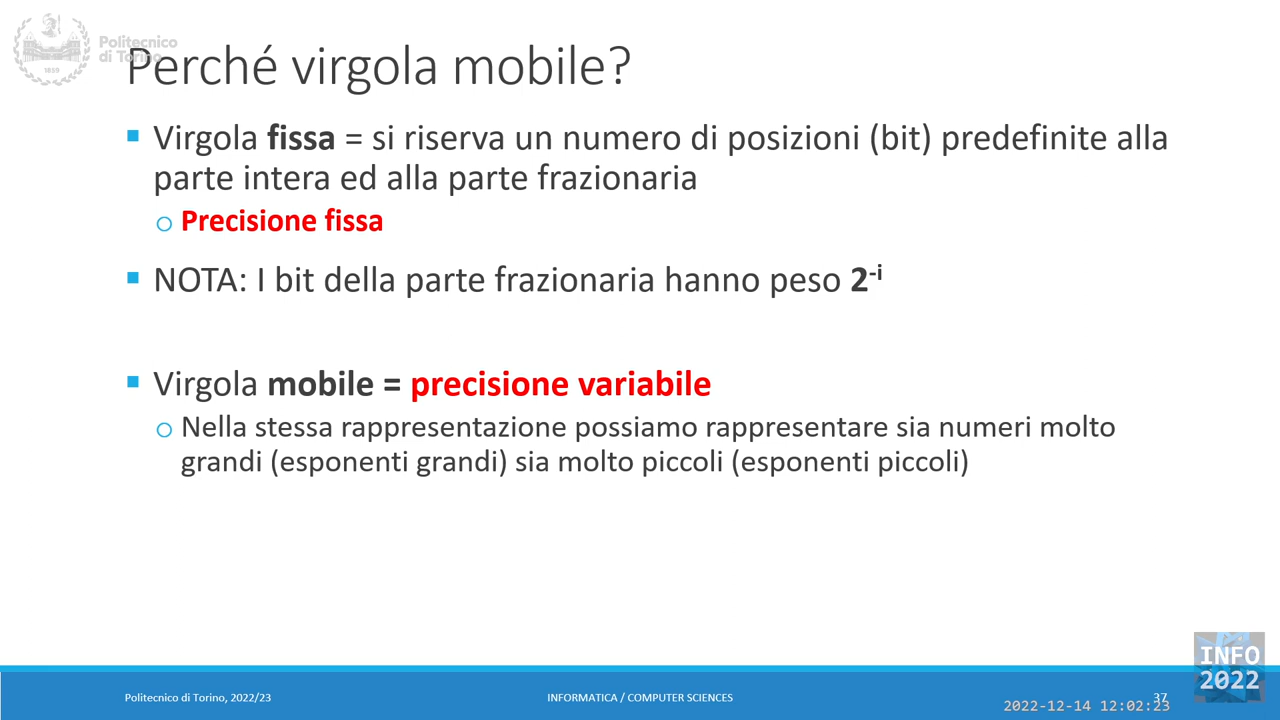 Politecnico
di Torino
1859
Perché virgola mobile?
▪ Virgola fissa = si riserva un numero di posizioni (bit) predefinite alla
parte intera ed alla parte frazionaria
o Precisione fissa
▪ NOTA: I bit della parte frazionaria hanno peso 2⁻ⁱ
▪ Virgola mobile = precisione variabile
o Nella stessa rappresentazione possiamo rappresentare sia numeri molto
grandi (esponenti grandi) sia molto piccoli (esponenti piccoli)
Politecnico di Torino, 2022/23
INFORMATICA / COMPUTER SCIENCES
37
2022-12-14 12:02:23
INFO
2022